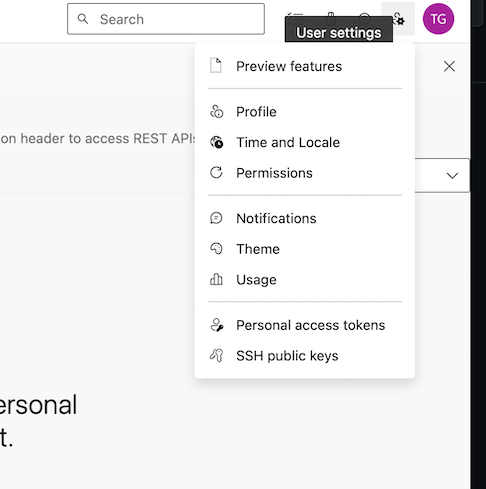 Search
User settings
TG
Preview features
on header to access REST APIs
Profile
Time and Locale
Permissions
Notifications
Theme
Usage
Personal access tokens
SSH public keys
ersonal
t.